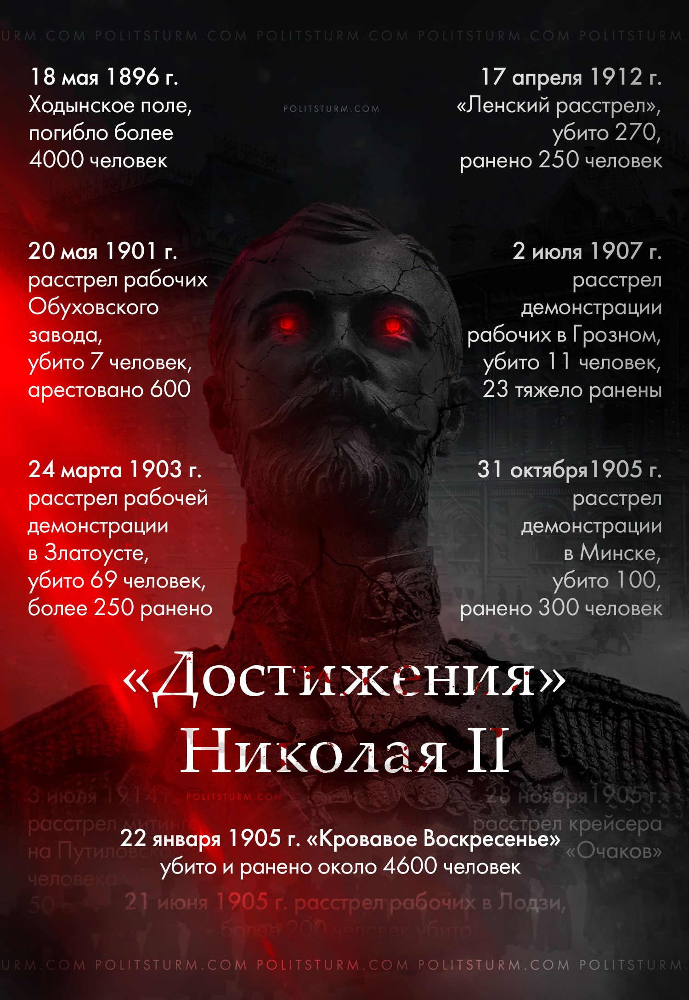 URM.COM POLITSTURM.COM POLITSTURM.COM POLITSTURM.COM POLITSTURM.
POLITSTURM.COM
18 мая 1896 г.
Ходынское поле,
погибло более
4000 человек
17 апреля 1912 г.
«Ленский расстрел»,
убито 270,
ранено 250 человек
20 мая 1901 г.
расстрел рабочих
Обуховского
завода,
убито 7 человек,
арестовано 600
2 июля 1907 г.
расстрел
демонстрации
рабочих в Грозном,
убито 11 человек,
23 тяжело ранены
24 марта 1903 г.
расстрел рабочей
демонстрации
в Златоусте,
убито 69 человек,
более 250 ранено
31 октября1905 г.
расстрел
демонстрации
в Минске,
убито 100,
ранено 300 человек
«Достижения»
Николая II
POLITSTURM.COM
3 июля 1914 г.
расстрел митинга
на
человека
50
28 ноября1905 г.
расстрел крейсера
«Очаков»
22 января 1905 г. «Кровавое Воскресенье»
убито и ранено около 4600 человек
21 июня 1905 г. расстрел рабочих в Лодзи,
более 200 человек убито
URM.COM POLITSTURM.COM POLITSTURM.COM POLITSTURM.COM POLITSTURM.